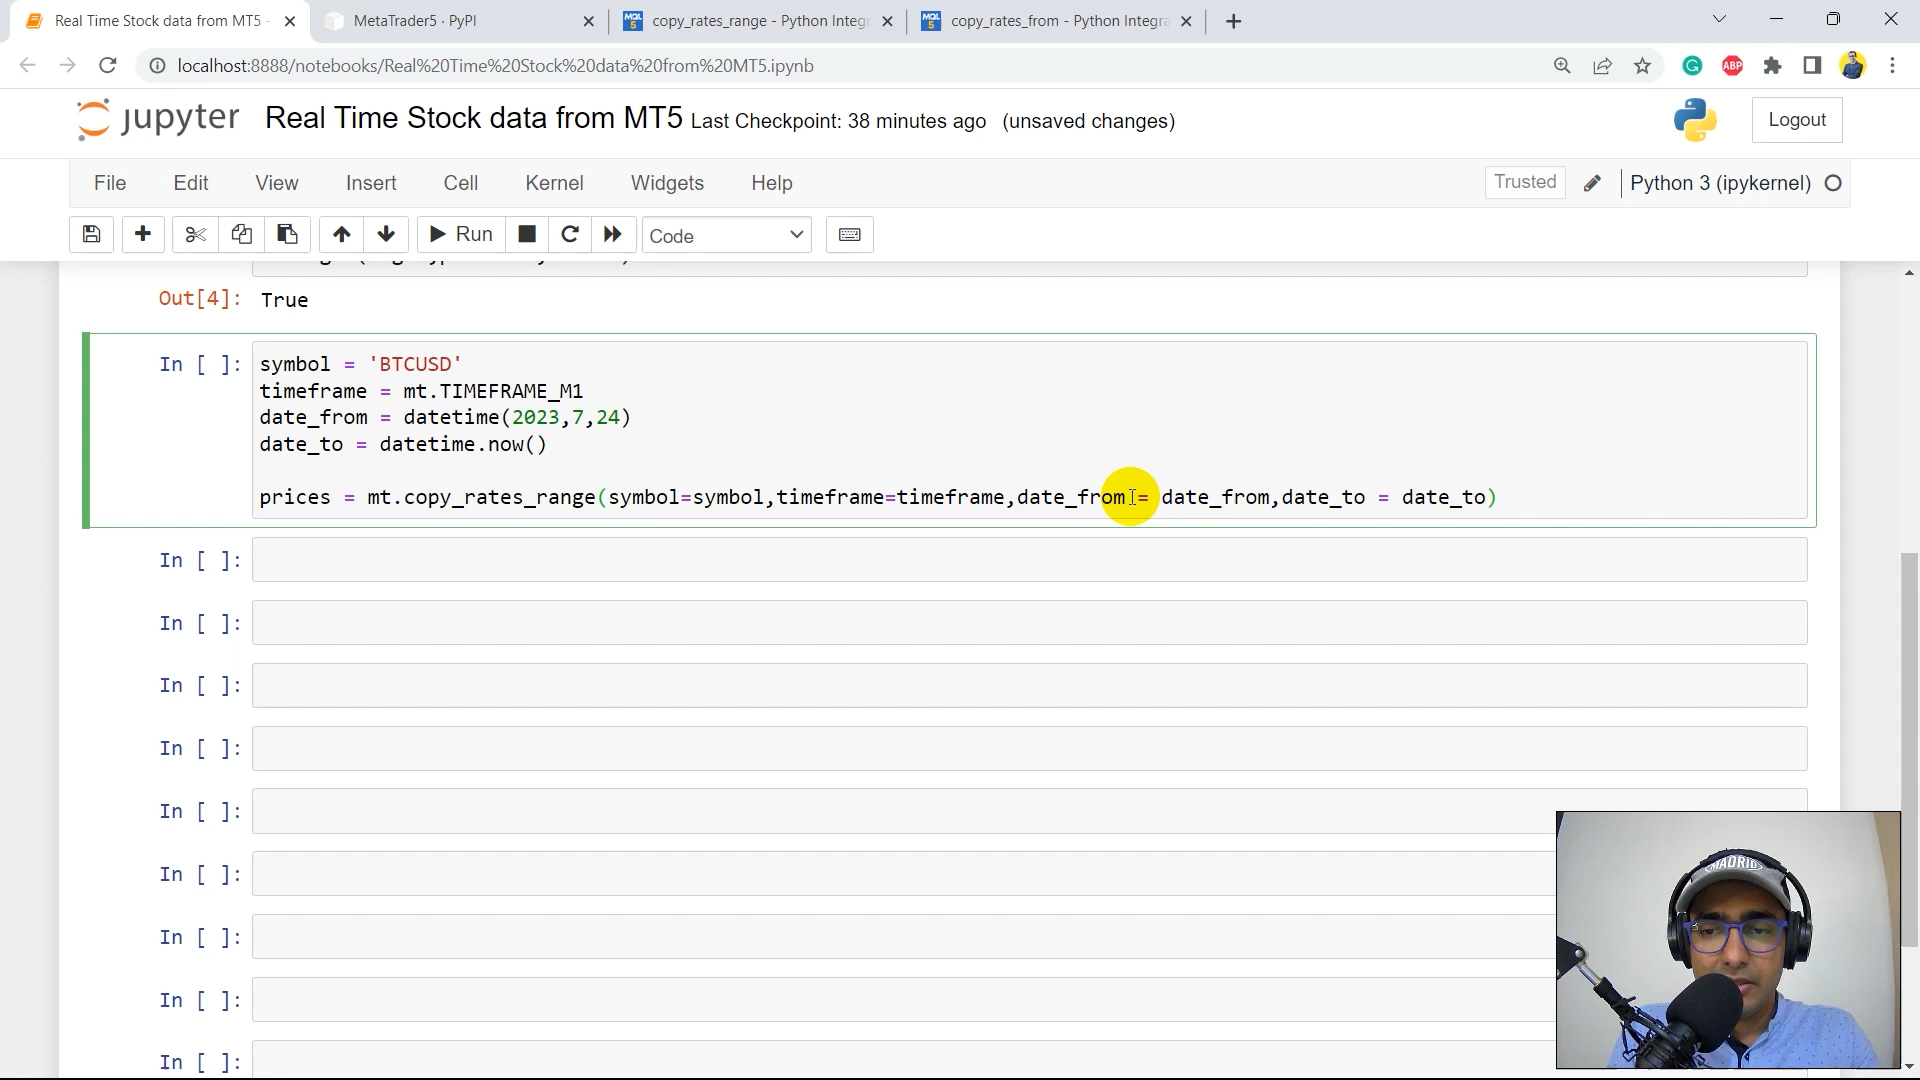 Real Time Stock data from MT5 -
MetaTrader5 · PyPI
copy_rates_range - Python Integr
copy_rates_from - Python Integra
localhost:8888/notebooks/Real%20Time%20Stock%20data%20from%20MT5.ipynb
ABP
jupyter
Real Time Stock data from MT5 Last Checkpoint: 38 minutes ago (unsaved changes)
Logout
File Edit View Insert Cell Kernel Widgets Help
Trusted
Python 3 (ipykernel)
Run
Code
Out[4]: True
In [ ]: symbol = 'BTCUSD'
timeframe = mt.TIMEFRAME_M1
date_from = datetime(2023,7,24)
date_to = datetime.now()
prices = mt.copy_rates_range(symbol=symbol,timeframe=timeframe,date_from = date_from,date_to = date_to)
In [ ]:
In [ ]:
In [ ]:
In [ ]:
In [ ]:
In [ ]:
In [ ]:
In [ ]:
In [ ]:
MADRID